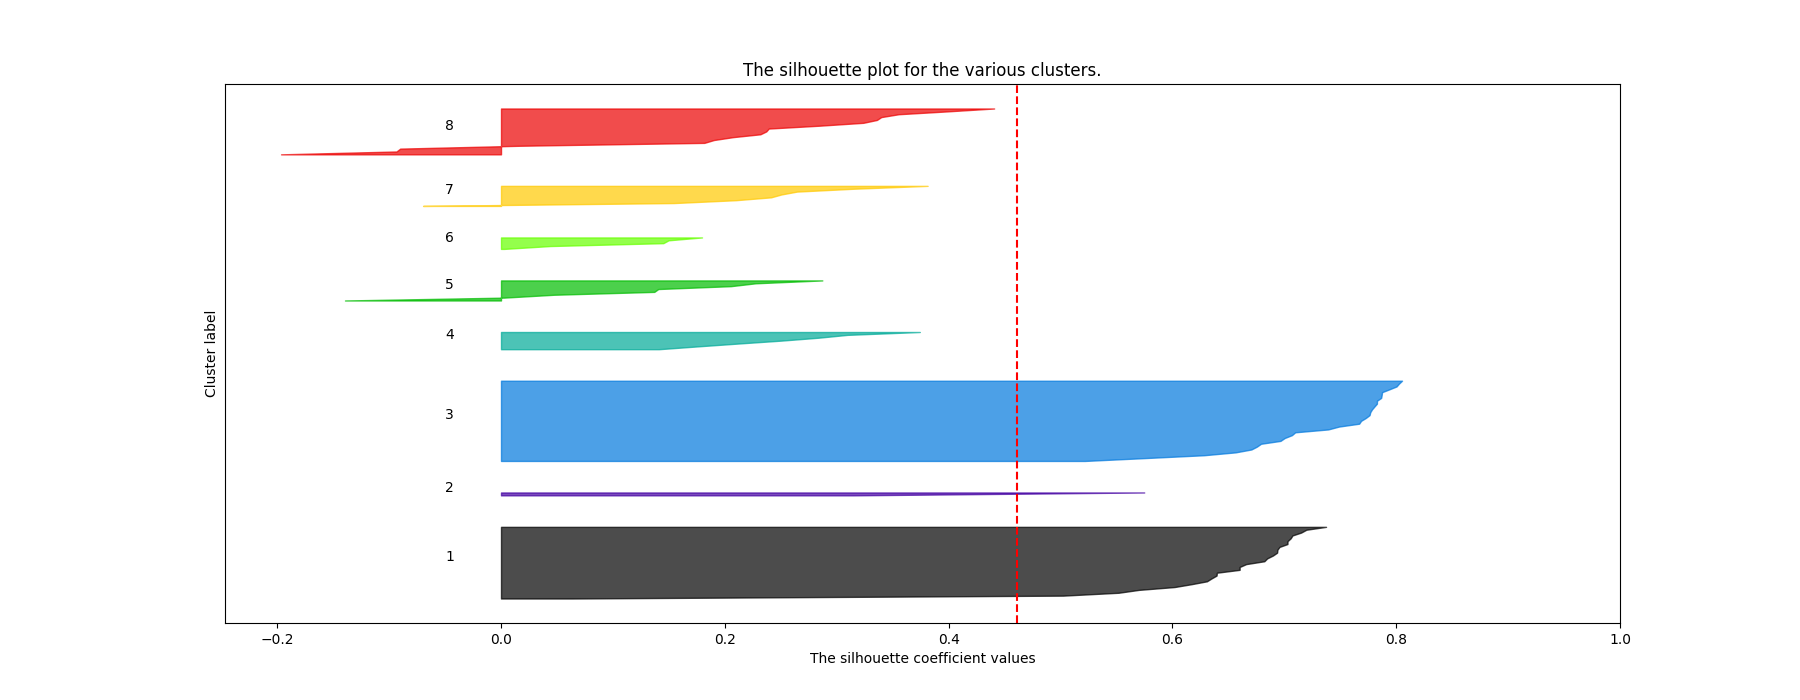 The silhouette plot for the various clusters.
8
7
6
5
4
3
2
1
Cluster label
−0.2 0.0 0.2 0.4 0.6 0.8 1.0
The silhouette coefficient values